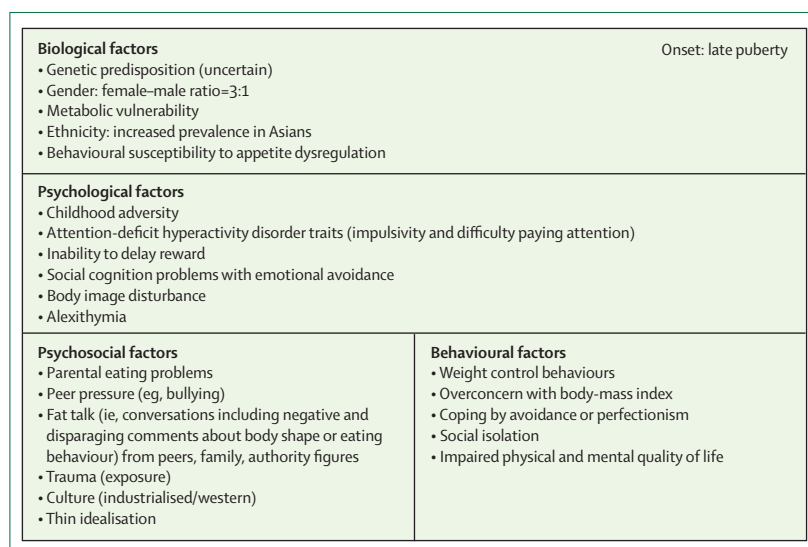 Biological factors
Onset: late puberty
• Genetic predisposition (uncertain)
• Gender: female–male ratio=3:1
• Metabolic vulnerability
• Ethnicity: increased prevalence in Asians
• Behavioural susceptibility to appetite dysregulation
Psychological factors
• Childhood adversity
• Attention-deficit hyperactivity disorder traits (impulsivity and difficulty paying attention)
• Inability to delay reward
• Social cognition problems with emotional avoidance
• Body image disturbance
• Alexithymia
Psychosocial factors
• Parental eating problems
• Peer pressure (eg, bullying)
• Fat talk (ie, conversations including negative and
disparaging comments about body shape or eating
behaviour) from peers, family, authority figures
• Trauma (exposure)
• Culture (industrialised/western)
• Thin idealisation
Behavioural factors
• Weight control behaviours
• Overconcern with body-mass index
• Coping by avoidance or perfectionism
• Social isolation
• Impaired physical and mental quality of life